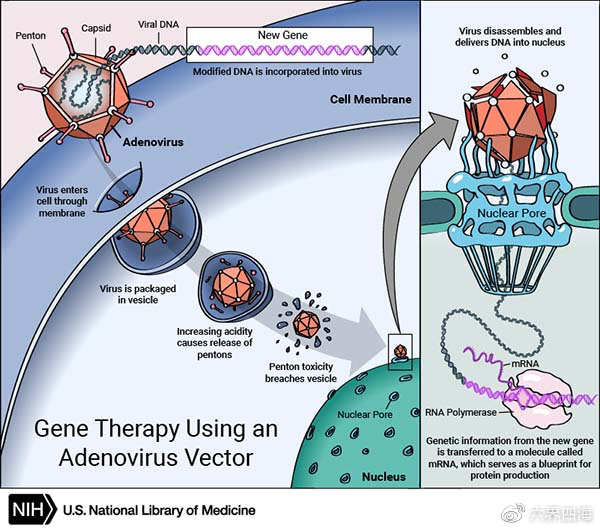 Penton
Capsid
Viral DNA
New Gene
Modified DNA is incorporated into virus
Cell Membrane
Adenovirus
Virus enters
cell through
membrane
Virus is packaged
in vesicle
Increasing acidity
causes release of
pentons
Penton toxicity
breaches vesicle
Nuclear Pore
Nucleus
Gene Therapy Using an
Adenovirus Vector
Virus disassembles and
delivers DNA into nucleus
Nuclear Pore
mRNA
RNA Polymerase
Genetic information from the new gene
is transferred to a molecule called
mRNA, which serves as a blueprint for
protein production
NIH U.S. National Library of Medicine
六界四海